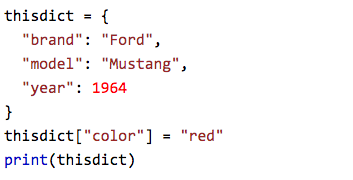 thisdict = {
  "brand": "Ford",
  "model": "Mustang",
  "year": 1964
}
thisdict["color"] = "red"
print(thisdict)